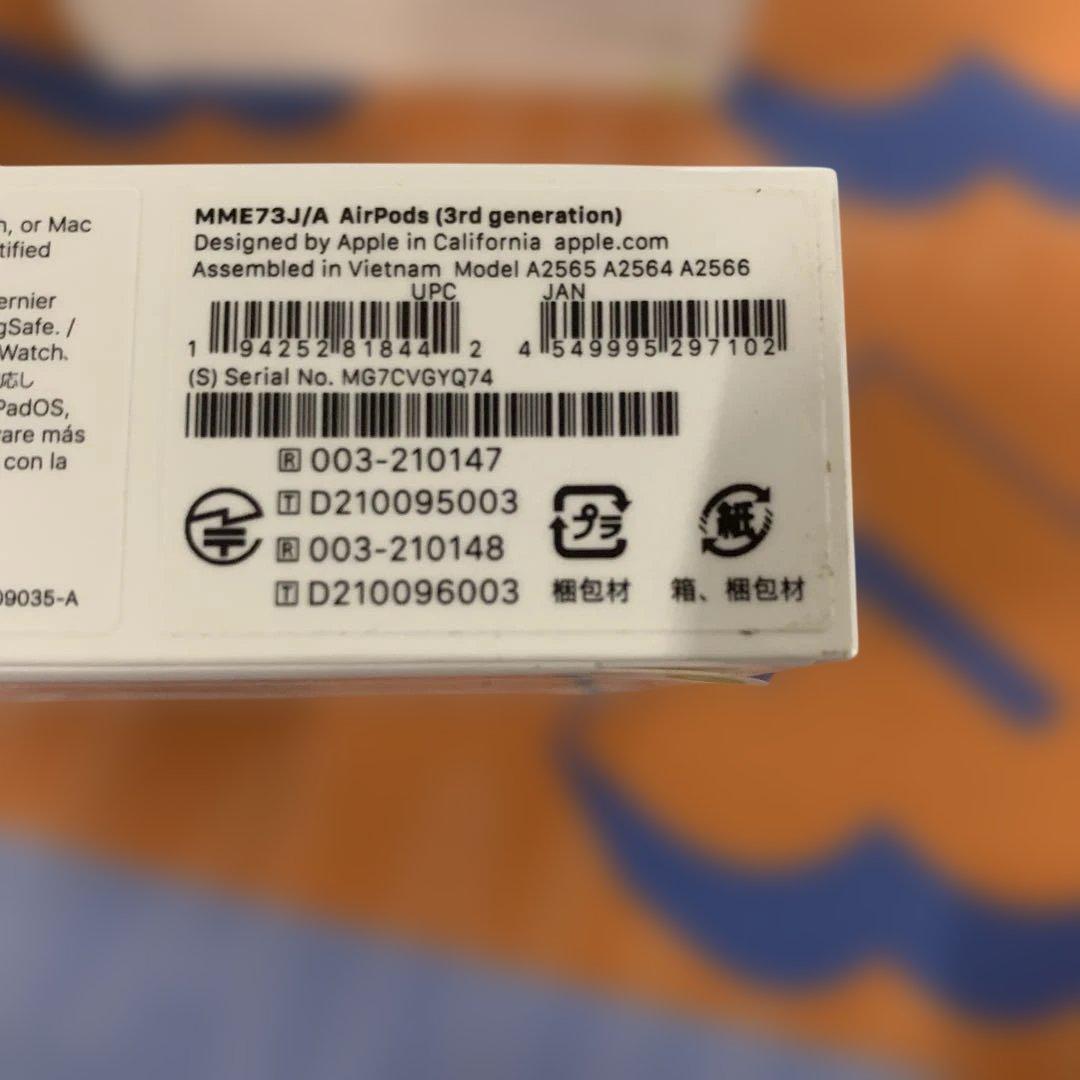 n, or Mac
tified
ernier
gSafe. /
Watch、
応し
PadOS,
ware más
con la
09035-A
MME73J/A AirPods (3rd generation)
Designed by Apple in California apple.com
Assembled in Vietnam Model A2565 A2564 A2566
UPC JAN
1 94252 81844 2 4 549995 297102
(S) Serial No. MG7CVGYQ74
R 003-210147
T D210095003
R 003-210148
T D210096003
プラ
梱包材
紙
箱、梱包材